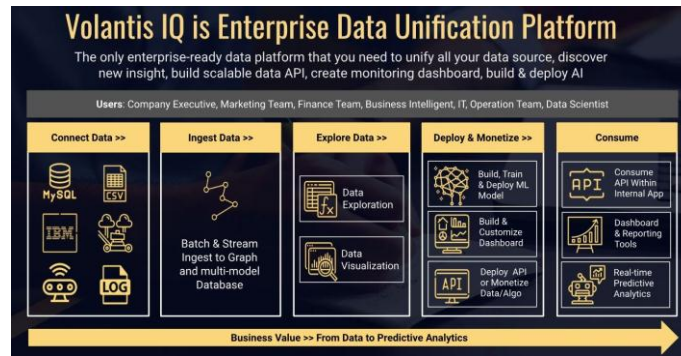 Volantis IQ is Enterprise Data Unification Platform
The only enterprise-ready data platform that you need to unify all your data source, discover
new insight, build scalable data API, create monitoring dashboard, build & deploy AI
Users: Company Executive, Marketing Team, Finance Team, Business Intelligent, IT, Operation Team, Data Scientist
Connect Data >>
MySQL
CSV
IBM
LOG
Ingest Data >>
Batch & Stream
Ingest to Graph
and multi-model
Database
Explore Data >>
fx
Data
Exploration
Data
Visualization
Deploy & Monetize >>
Build, Train
& Deploy ML
Model
Build &
Customize
Dashboard
API
Deploy API
or Monetize
Data/Algo
Consume
API
Consume
API Within
Internal App
Dashboard
& Reporting
Tools
Real-time
Predictive
Analytics
Business Value >> From Data to Predictive Analytics